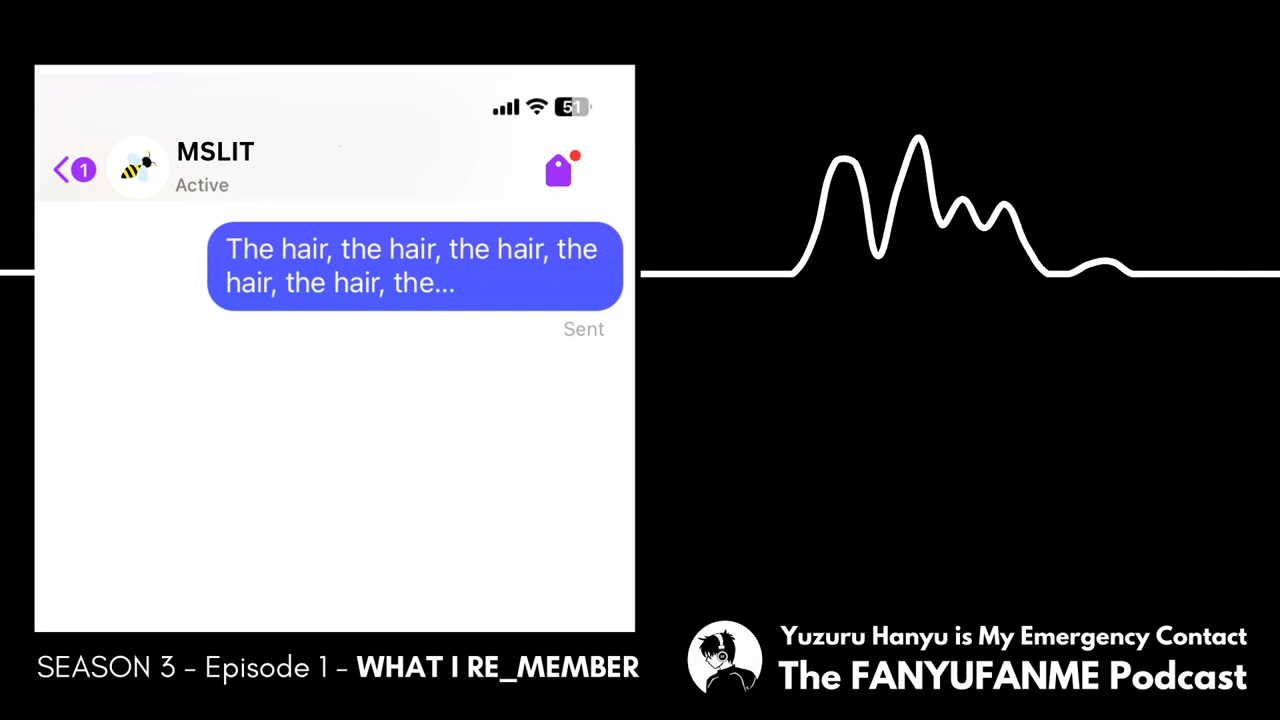 51
1
MSLIT
Active
The hair, the hair, the hair, the
hair, the hair, the...
Sent
SEASON 3 - Episode 1 - WHAT I RE_MEMBER
Yuzuru Hanyu is My Emergency Contact
The FANYUFANME Podcast